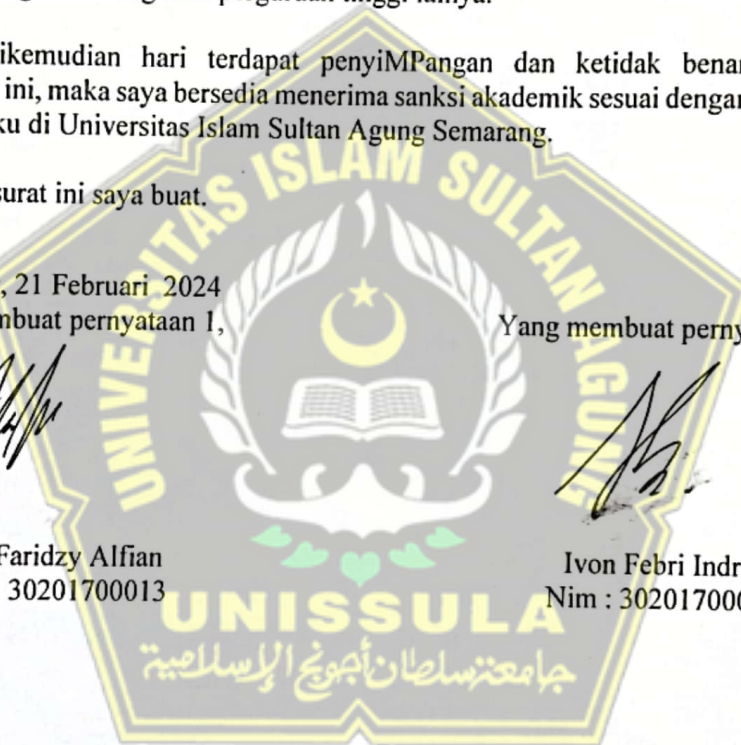 ikemudian hari terdapat penyiMPangan dan ketidak benar
ini, maka saya bersedia menerima sanksi akademik sesuai dengan
ku di Universitas Islam Sultan Agung Semarang.
surat ini saya buat.
, 21 Februari 2024
mbuat pernyataan 1,
Yang membuat perny
Faridzy Alfian
30201700013
Ivon Febri Indr
Nim : 302017000
UNIVERSITAS ISLAM SULTAN AGUNG
UNISSULA
جامعة سلطان أجونج الإسلامية